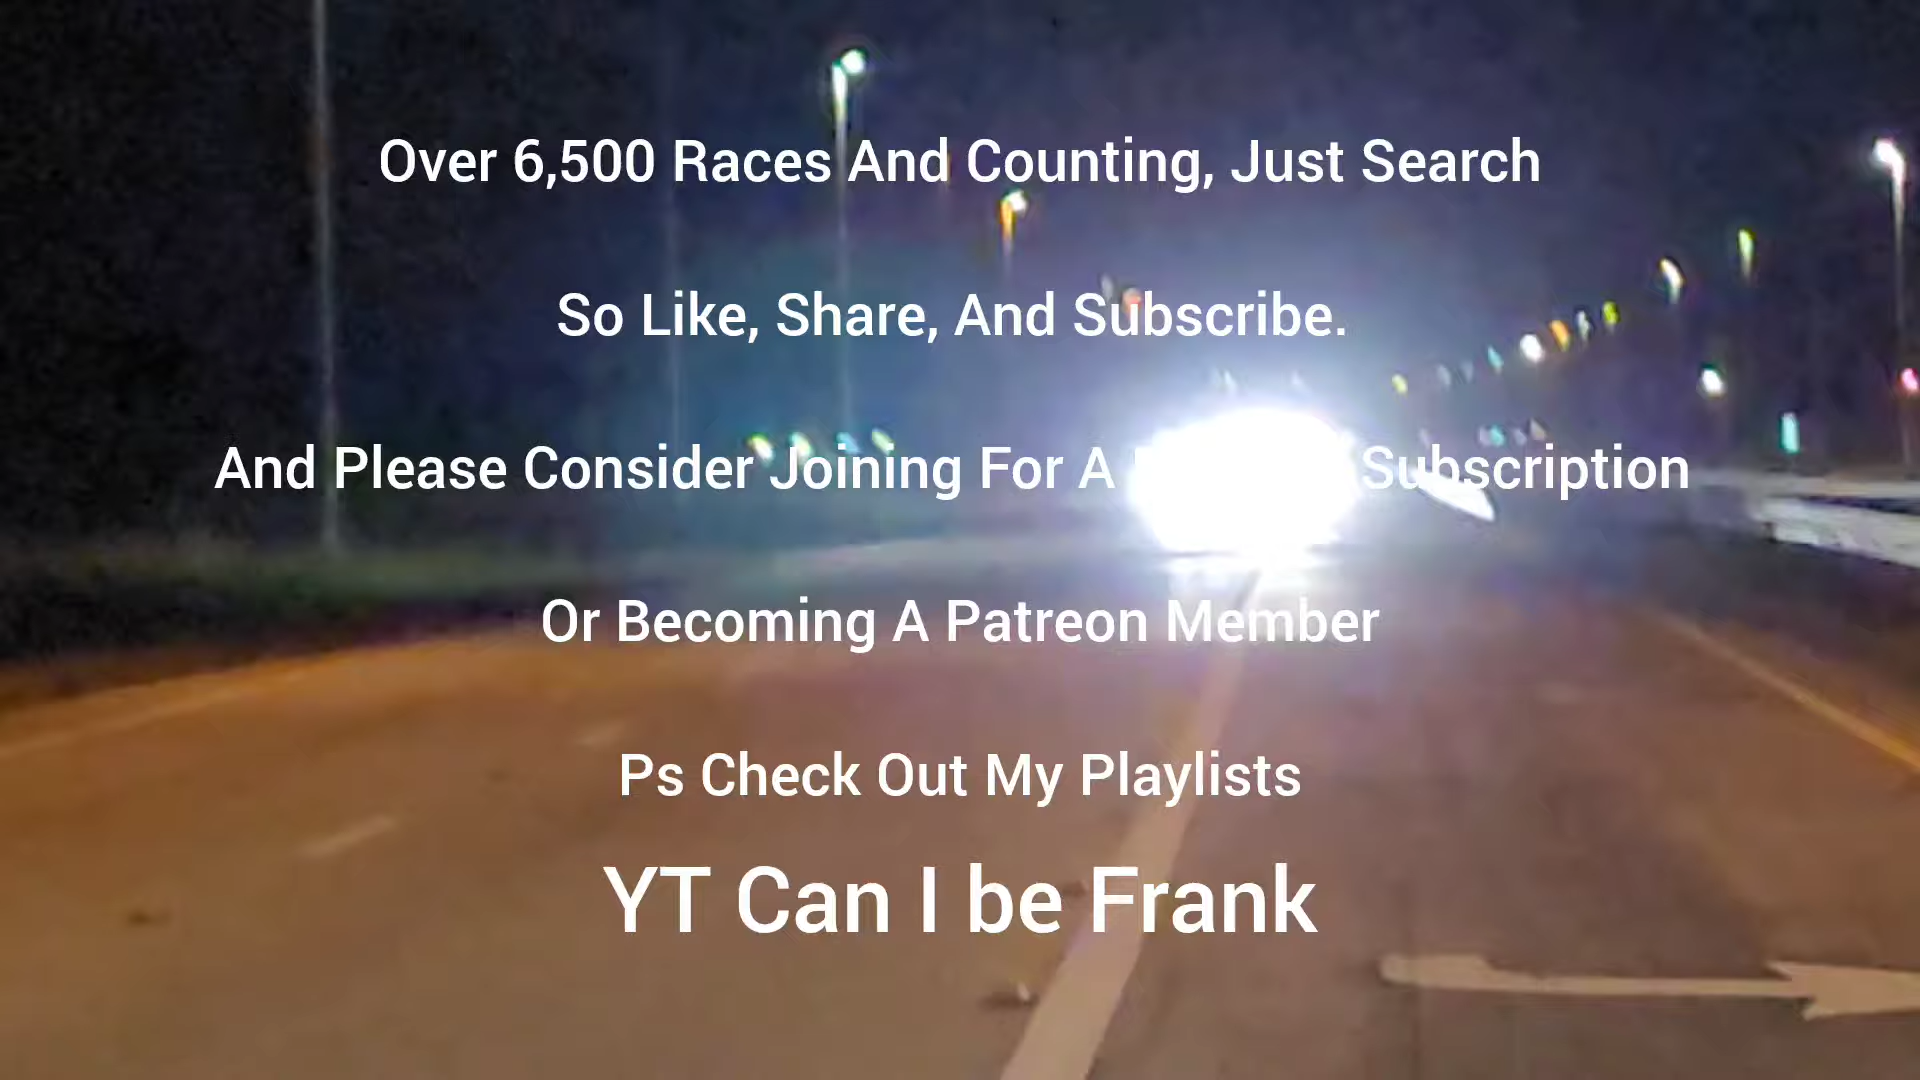 Over 6,500 Races And Counting, Just Search
So Like, Share, And Subscribe.
And Please Consider Joining For A Subscription
Or Becoming A Patreon Member
Ps Check Out My Playlists
YT Can I be Frank